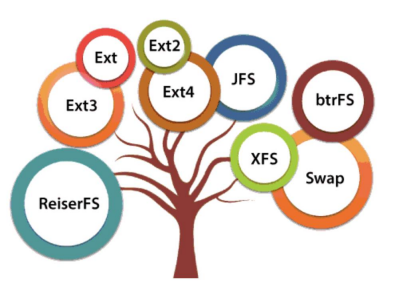 Ext
Ext2
Ext3
Ext4
JFS
btrFS
XFS
Swap
ReiserFS